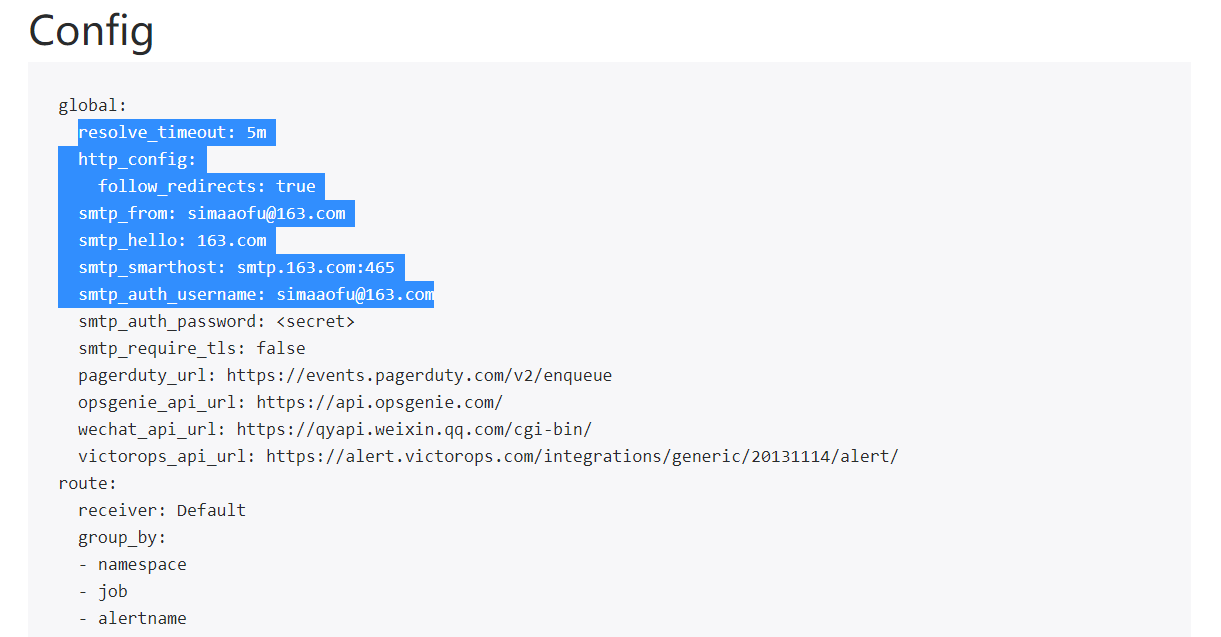 Config
global:
  resolve_timeout: 5m
  http_config:
    follow_redirects: true
  smtp_from: simaaofu@163.com
  smtp_hello: 163.com
  smtp_smarthost: smtp.163.com:465
  smtp_auth_username: simaaofu@163.com
  smtp_auth_password: <secret>
  smtp_require_tls: false
  pagerduty_url: https://events.pagerduty.com/v2/enqueue
  opsgenie_api_url: https://api.opsgenie.com/
  wechat_api_url: https://qyapi.weixin.qq.com/cgi-bin/
  victorops_api_url: https://alert.victorops.com/integrations/generic/20131114/alert/
route:
  receiver: Default
  group_by:
  - namespace
  - job
  - alertname